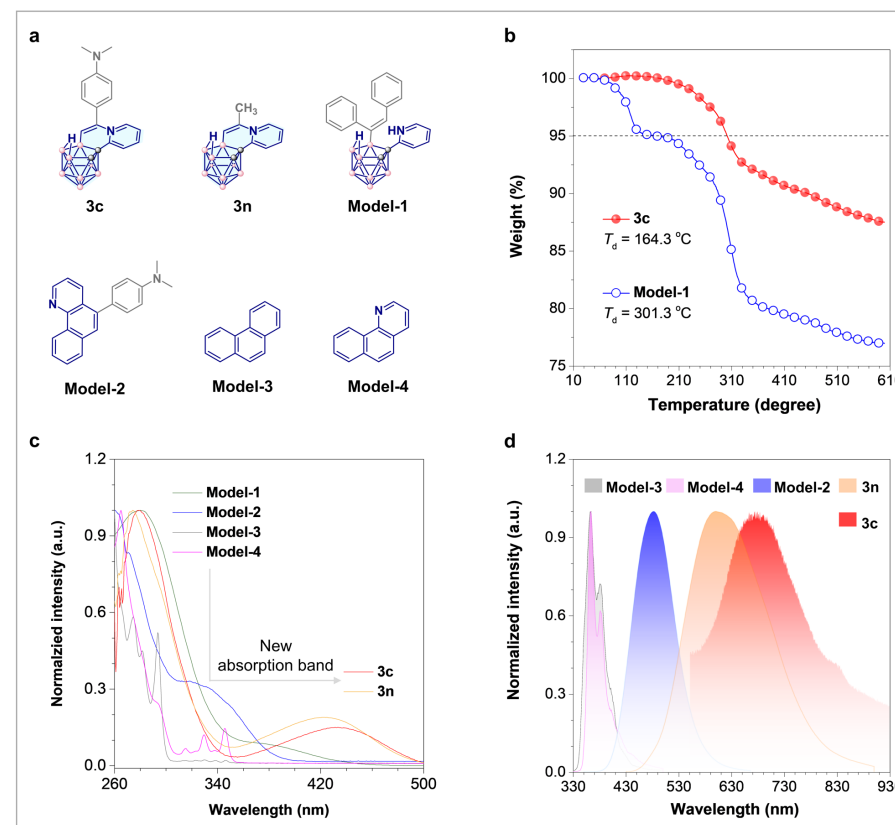 a
N
CH3
H
N
H
N
H
HN
3c
3n
Model-1
N
N
N
Model-2
Model-3
Model-4
b
100
95
90
85
80
75
Weight (%)
3c
Td = 164.3 °C
Model-1
Td = 301.3 °C
10 110 210 310 410 510 61
Temperature (degree)
c
1.2
0.9
0.6
0.3
0.0
Normalzied intensity (a.u.)
Model-1
Model-2
Model-3
Model-4
New
absorption band
3c
3n
260 340 420 500
Wavelength (nm)
d
1.2
0.9
0.6
0.3
0.0
Normalized intensity (a.u.)
Model-3 Model-4 Model-2 3n
3c
330 430 530 630 730 830 93
Wavelength (nm)